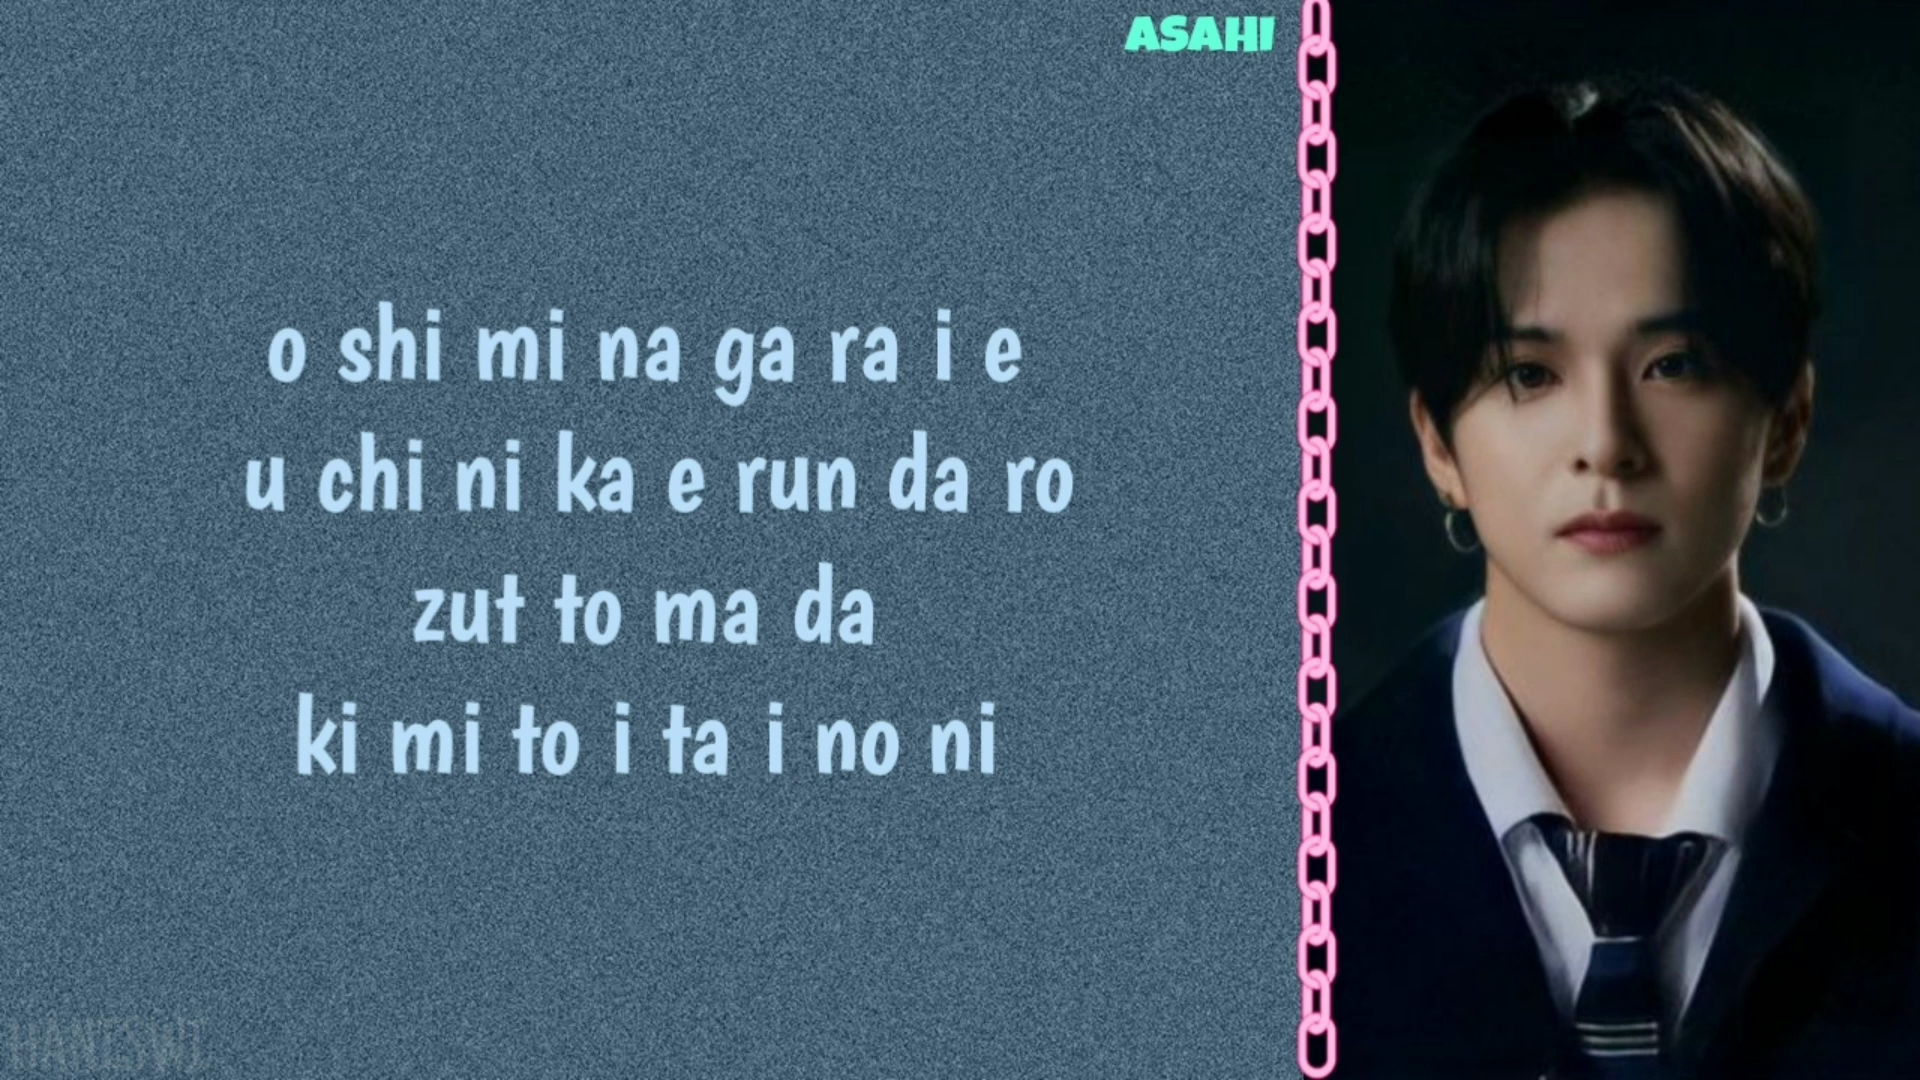 ASAHI
o shi mi na ga ra i e
u chi ni ka e run da ro
zut to ma da
ki mi to i ta i no ni